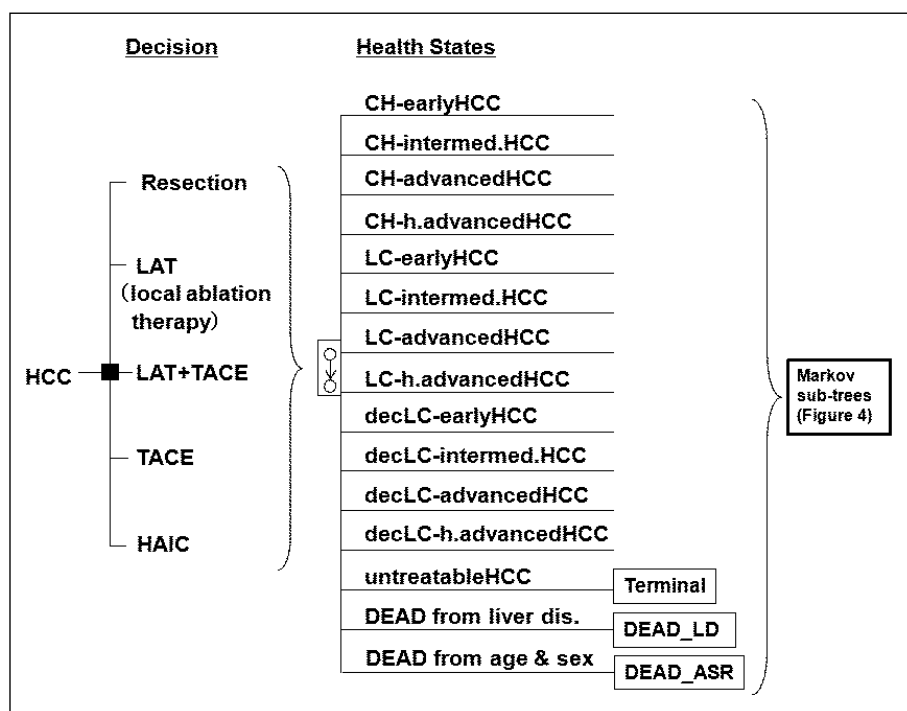 Decision
Health States
Resection
LAT
（local ablation
therapy）
HCC
LAT+TACE
TACE
HAIC
CH-earlyHCC
CH-intermed.HCC
CH-advancedHCC
CH-h.advancedHCC
LC-earlyHCC
LC-intermed.HCC
LC-advancedHCC
LC-h.advancedHCC
decLC-earlyHCC
decLC-intermed.HCC
decLC-advancedHCC
decLC-h.advancedHCC
untreatableHCC
Terminal
DEAD from liver dis.
DEAD_LD
DEAD from age & sex
DEAD_ASR
Markov
sub-trees
(Figure 4)